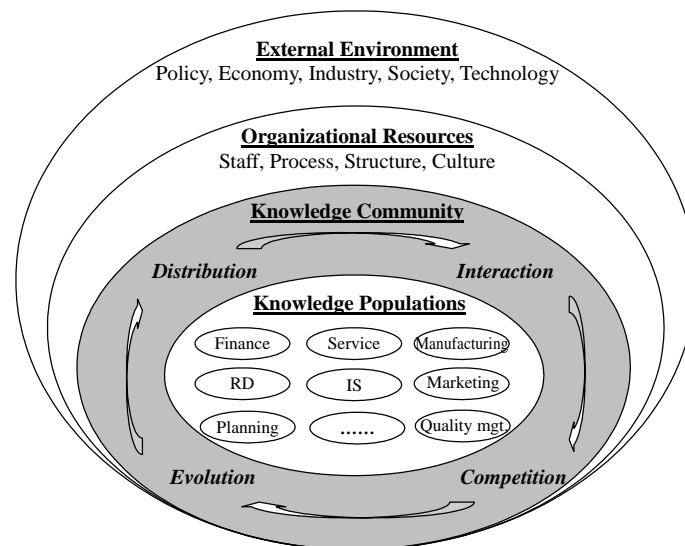 External Environment
Policy, Economy, Industry, Society, Technology
Organizational Resources
Staff, Process, Structure, Culture
Knowledge Community
Distribution
Interaction
Knowledge Populations
Finance
Service
Manufacturing
RD
IS
Marketing
Planning
......
Quality mgt.
Evolution
Competition